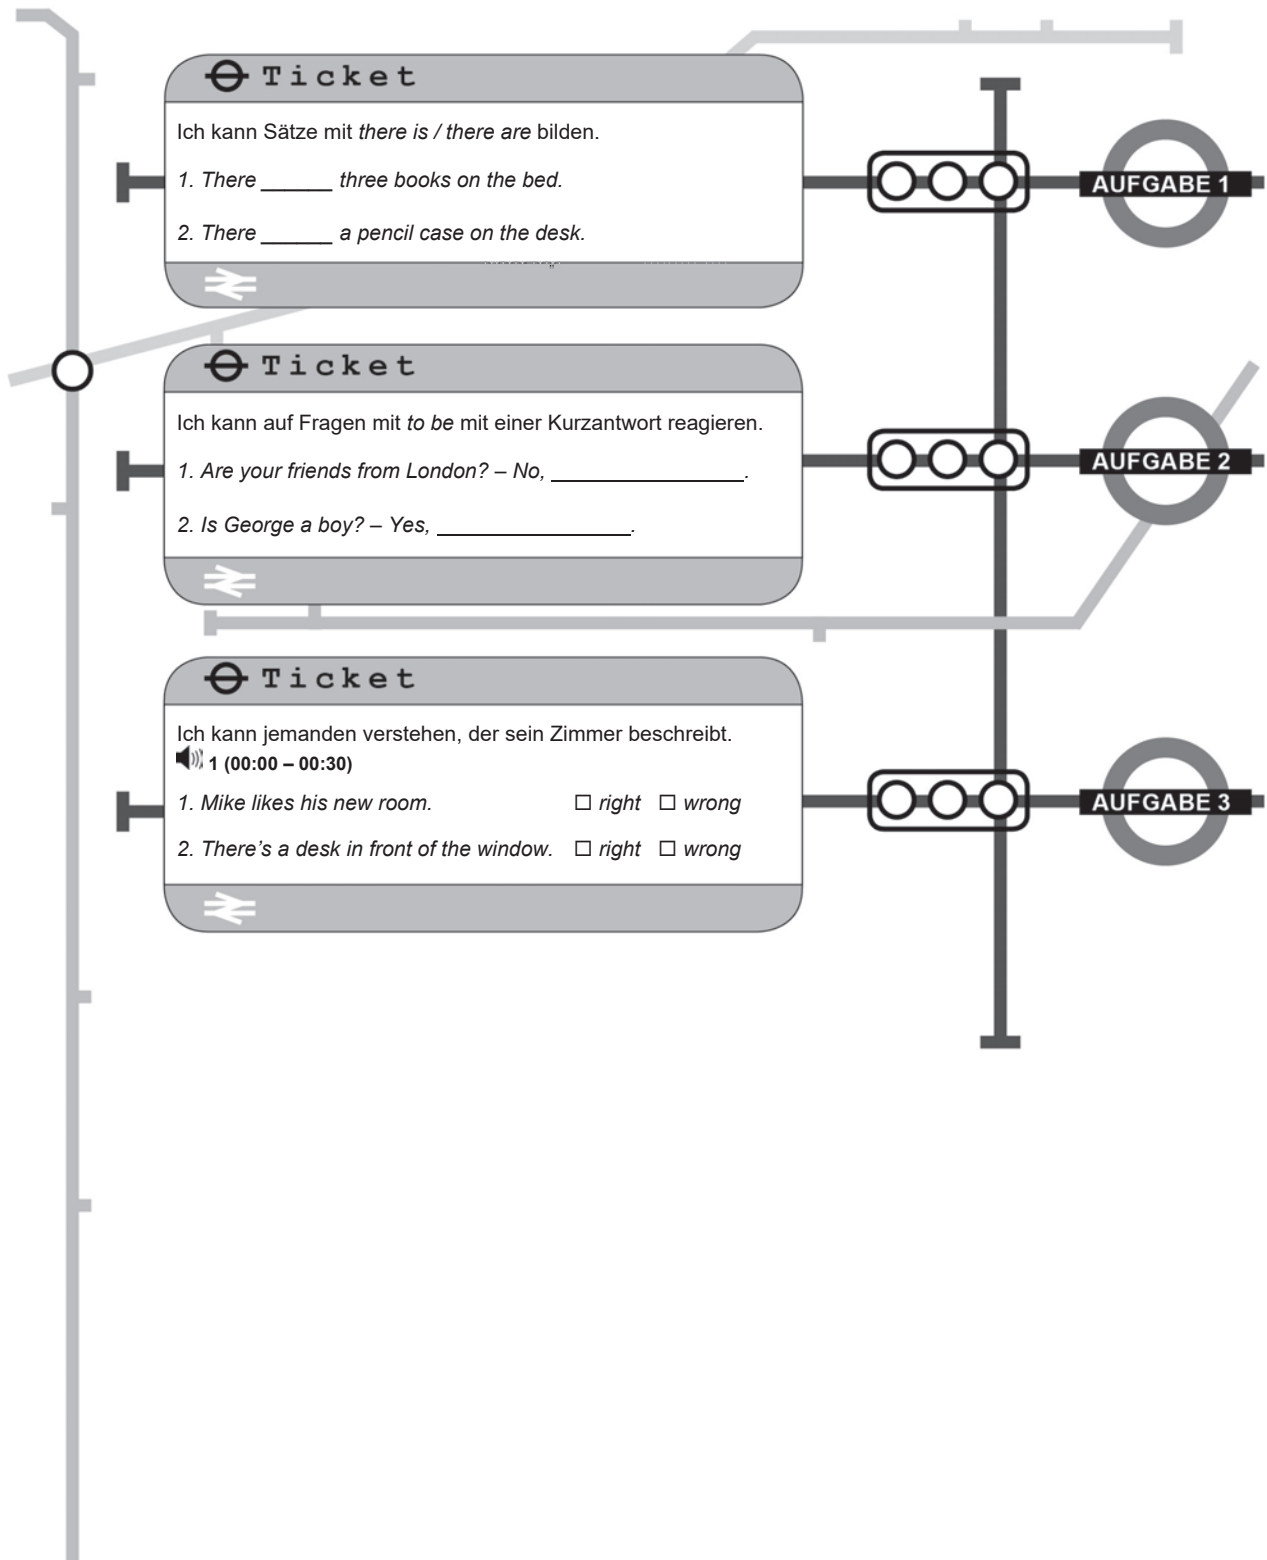 Ticket
Ich kann Sätze mit there is / there are bilden.
1. There ______ three books on the bed.
2. There ______ a pencil case on the desk.
AUFGABE 1
Ticket
Ich kann auf Fragen mit to be mit einer Kurzantwort reagieren.
1. Are your friends from London? – No, ________________.
2. Is George a boy? – Yes, ________________.
AUFGABE 2
Ticket
Ich kann jemanden verstehen, der sein Zimmer beschreibt.
1 (00:00 – 00:30)
1. Mike likes his new room. ☐ right ☐ wrong
2. There's a desk in front of the window. ☐ right ☐ wrong
AUFGABE 3